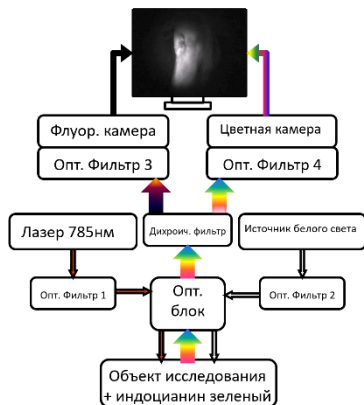 Флуор. камера
Цветная камера
Опт. Фильтр 3
Опт. Фильтр 4
Лазер 785нм
Дихроич. фильтр
Источник белого света
Опт. Фильтр 1
Опт.
блок
Опт. Фильтр 2
Объект исследования
+ индоцианин зеленый